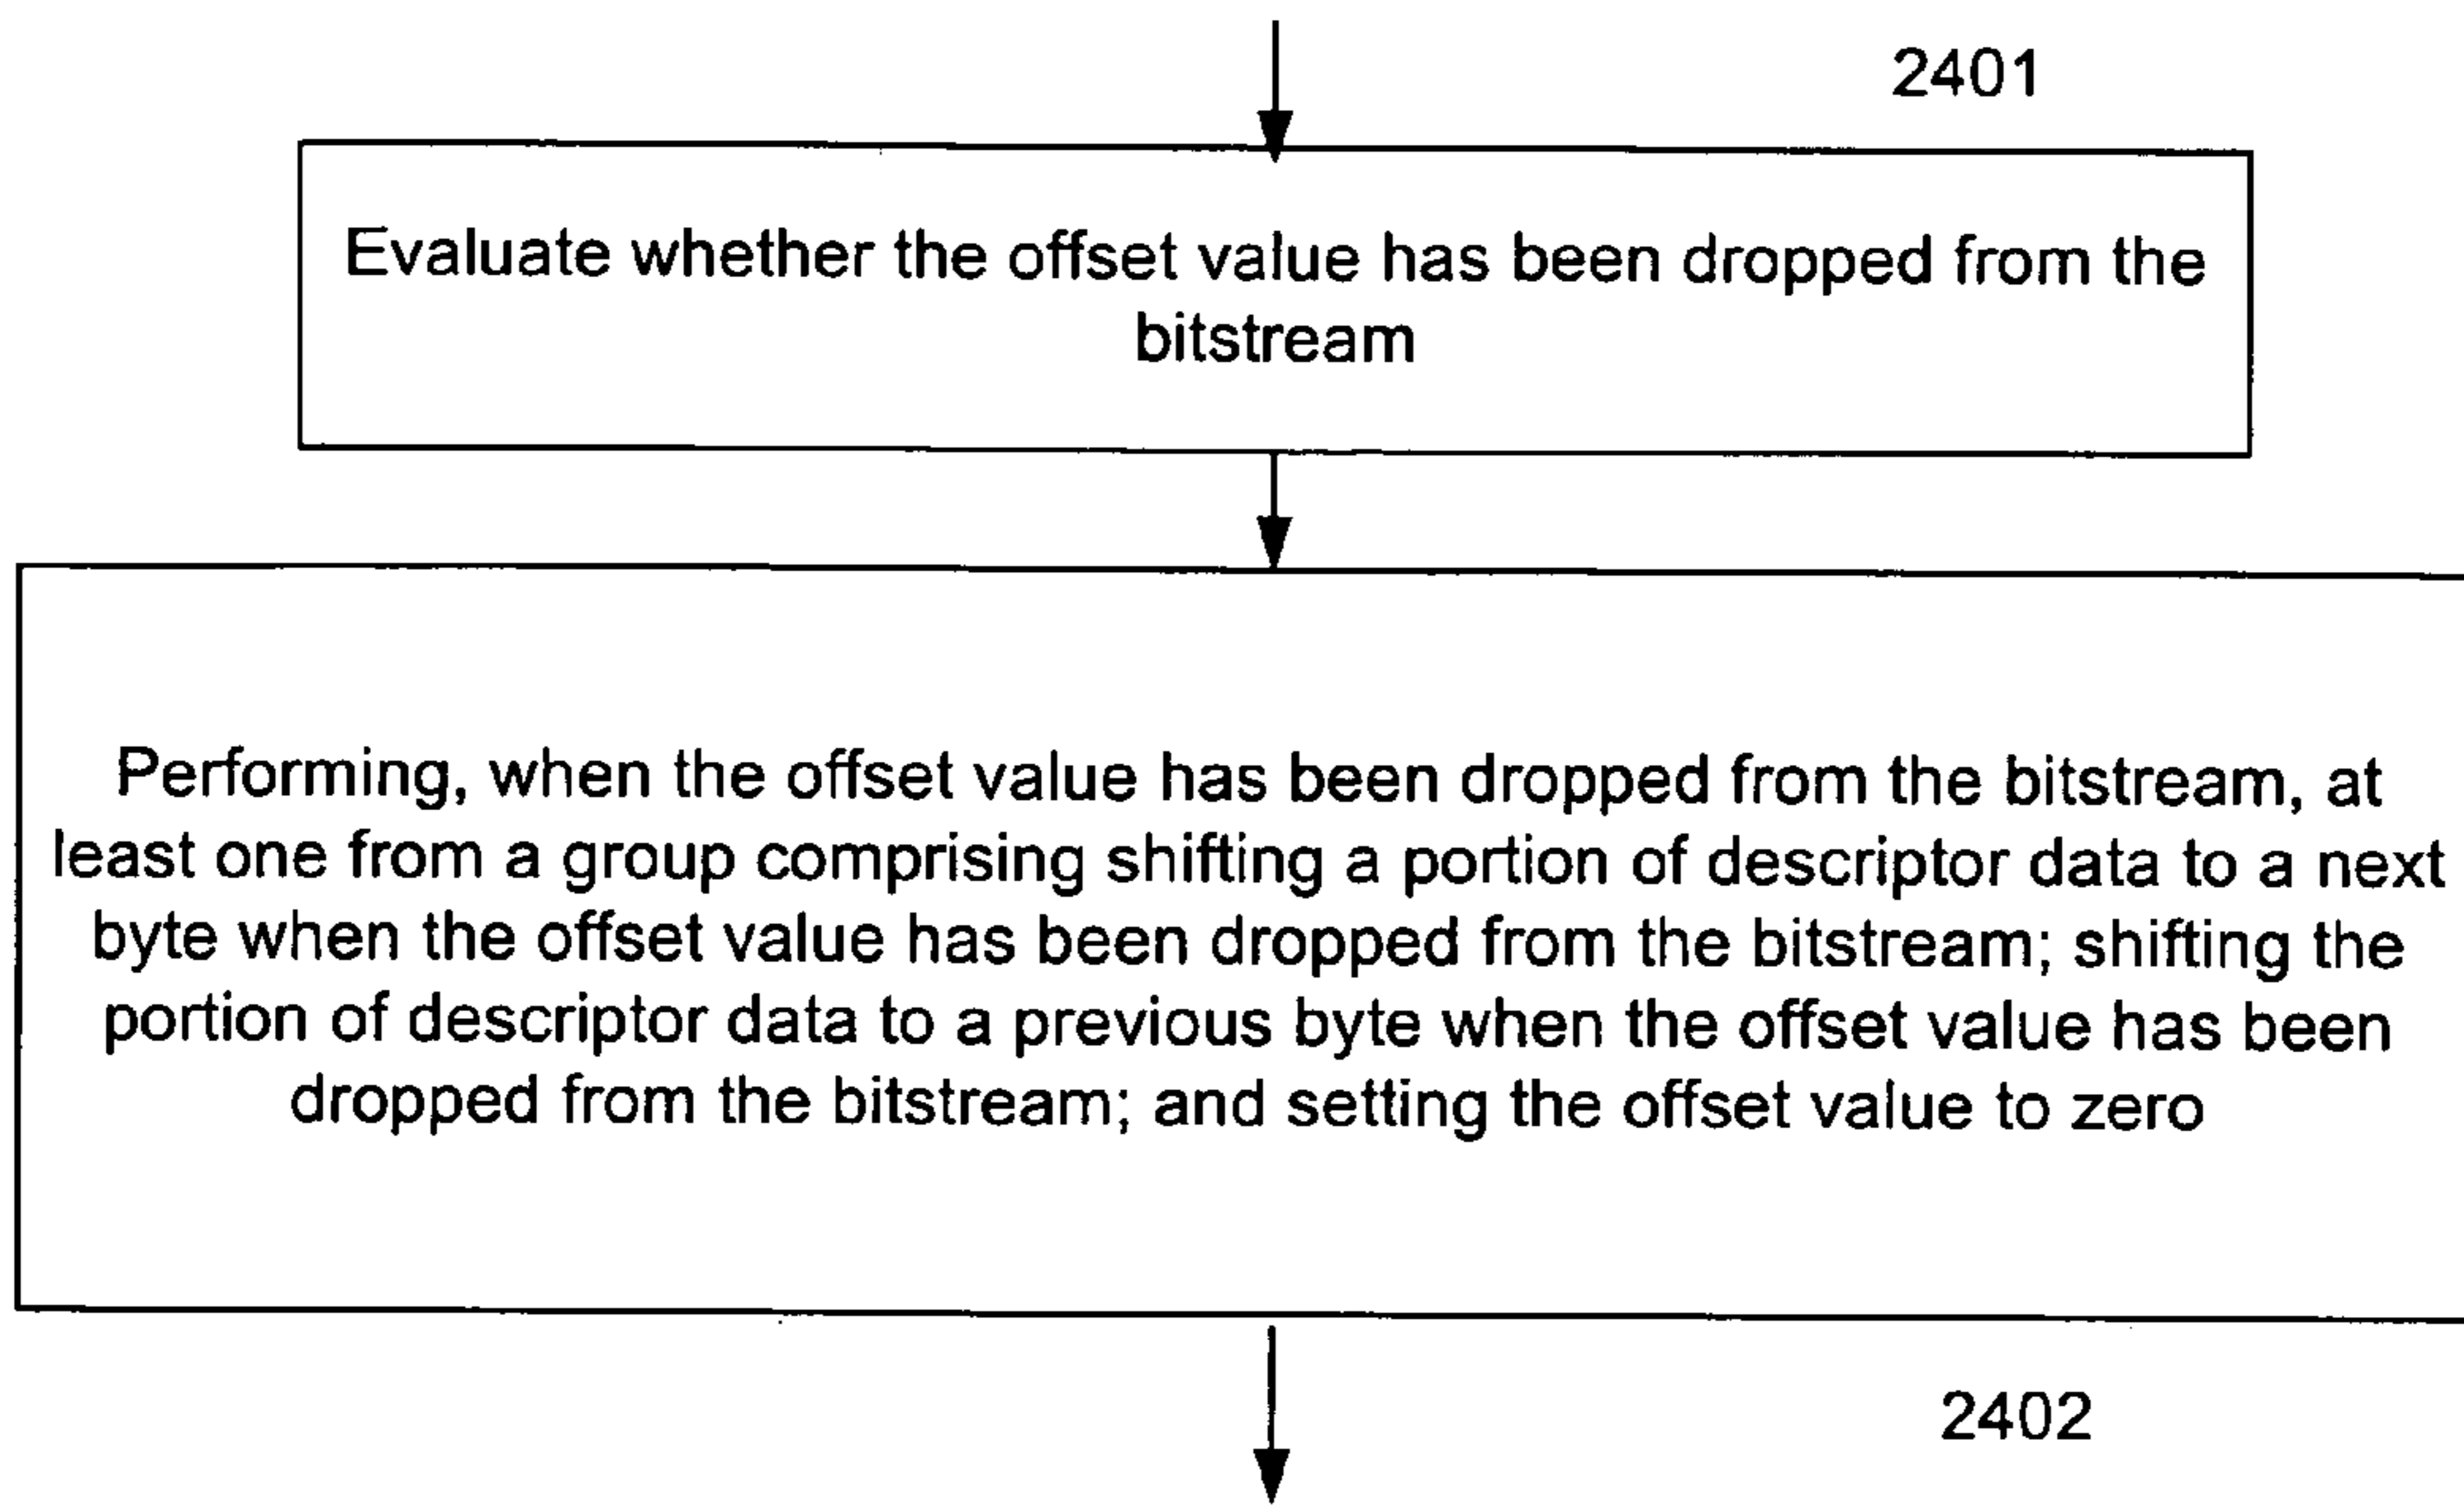 2401
Evaluate whether the offset value has been dropped from the
bitstream
Performing, when the offset value has been dropped from the bitstream, at
least one from a group comprising shifting a portion of descriptor data to a next
byte when the offset value has been dropped from the bitstream; shifting the
portion of descriptor data to a previous byte when the offset value has been
dropped from the bitstream; and setting the offset value to zero
2402